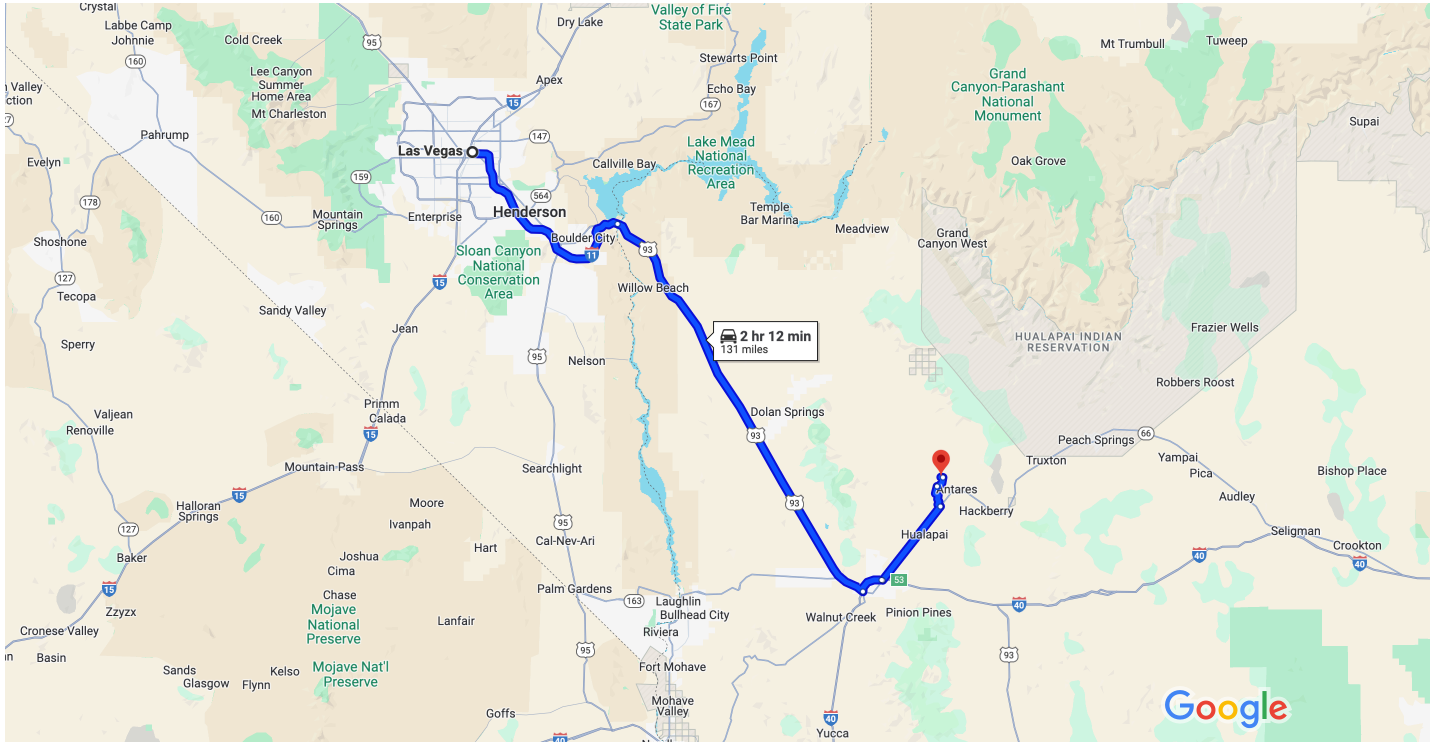 Crystal
Labbe Camp
Johnnie
160
Cold Creek
95
Dry Lake
Valley of Fire
State Park
Stewarts Point
Echo Bay
167
Mt Trumbull
Tuweep
Lee Canyon
Summer
Home Area
Mt Charleston
Apex
15
Grand
Canyon-Parashant
National
Monument
Valley
ction
27
Pahrump
Supai
Las Vegas
147
Callville Bay
Lake Mead
National
Recreation
Area
Oak Grove
Evelyn
159
178
160
Mountain
Springs
Enterprise
564
Henderson
Temple
Bar Marina
Meadview
Grand
Canyon West
Shoshone
Boulder City
11
93
Sloan Canyon
National
Conservation
Area
127
Tecopa
15
Willow Beach
Sandy Valley
Jean
Sperry
2 hr 12 min
131 miles
HUALAPAI INDIAN
RESERVATION
Frazier Wells
95
Nelson
Robbers Roost
Valjean
Renoville
Primm
Calada
15
Dolan Springs
93
Peach Springs
66
Mountain Pass
Searchlight
Truxton
Yampai
Pica
Bishop Place
15
Halloran
Springs
Moore
Ivanpah
93
Antares
Hackberry
Audley
127
Baker
95
Cal-Nev-Ari
Hart
Hualapai
Seligman
Crookton
40
40
Joshua
Cima
15
Zzyzx
Chase
Palm Gardens
163
Laughlin
Bullhead City
53
40
Mojave
National
Preserve
Lanfair
Walnut Creek
Pinion Pines
Cronese Valley
Basin
Riviera
95
93
Sands
Glasgow
Kelso
Flynn
Mojave Nat'l
Preserve
Fort Mohave
Mohave
Valley
Goffs
40
40
Yucca
Google